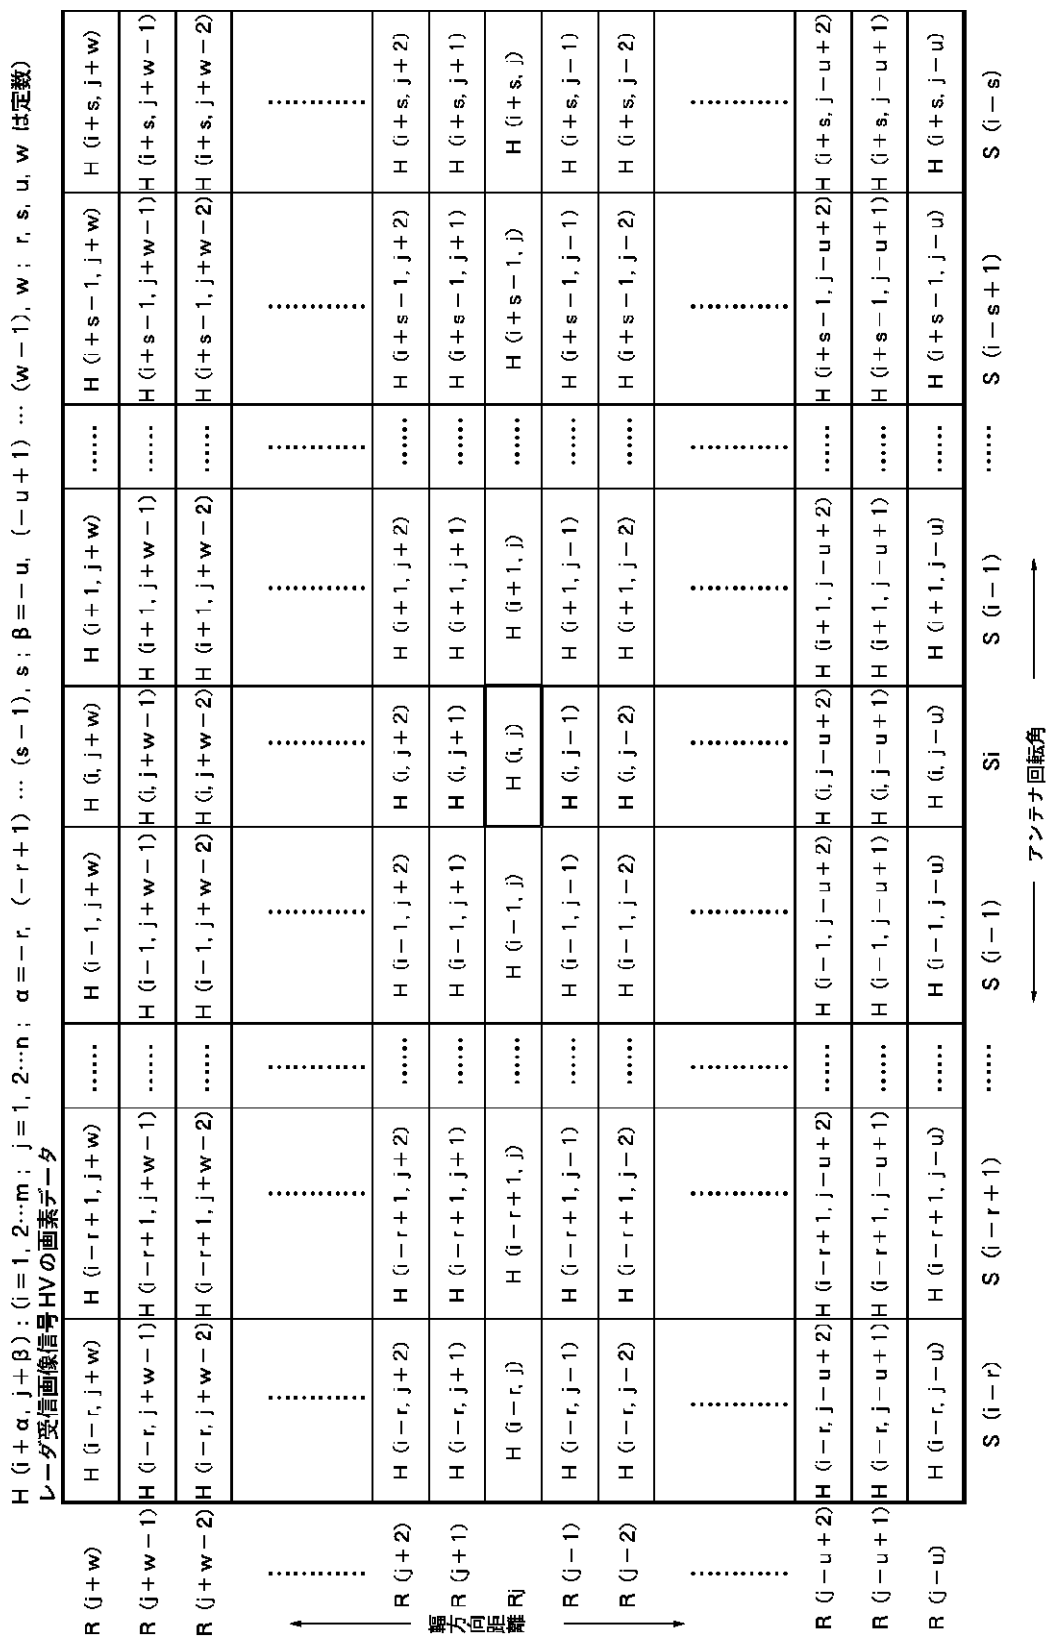 H (i+α, j+β) : (i=1, 2…m ; j=1, 2…n ; α=−r, (−r+1) … (s−1), s ; β=−u, (−u+1) … (w−1), w ; r, s, u, w は定数)
レーダ受信画像信号HVの画素データ
R (j+w) H (i−r, j+w) H (i−r+1, j+w) …… H (i−1, j+w) H (i, j+w) H (i+1, j+w) …… H (i+s−1, j+w) H (i+s, j+w)
R (j+w−1) H (i−r, j+w−1) H (i−r+1, j+w−1) …… H (i−1, j+w−1) H (i, j+w−1) H (i+1, j+w−1) …… H (i+s−1, j+w−1) H (i+s, j+w−1)
R (j+w−2) H (i−r, j+w−2) H (i−r+1, j+w−2) …… H (i−1, j+w−2) H (i, j+w−2) H (i+1, j+w−2) …… H (i+s−1, j+w−2) H (i+s, j+w−2)
………… ………… ………… ………… ………… ………… ………… ………… ………… …………
R (j+2) H (i−r, j+2) H (i−r+1, j+2) …… H (i−1, j+2) H (i, j+2) H (i+1, j+2) …… H (i+s−1, j+2) H (i+s, j+2)
R (j+1) H (i−r, j+1) H (i−r+1, j+1) …… H (i−1, j+1) H (i, j+1) H (i+1, j+1) …… H (i+s−1, j+1) H (i+s, j+1)
輻方向距離
Rj H (i−r, j) H (i−r+1, j) …… H (i−1, j) H (i, j) H (i+1, j) …… H (i+s−1, j) H (i+s, j)
R (j−1) H (i−r, j−1) H (i−r+1, j−1) …… H (i−1, j−1) H (i, j−1) H (i+1, j−1) …… H (i+s−1, j−1) H (i+s, j−1)
R (j−2) H (i−r, j−2) H (i−r+1, j−2) …… H (i−1, j−2) H (i, j−2) H (i+1, j−2) …… H (i+s−1, j−2) H (i+s, j−2)
………… ………… ………… ………… ………… ………… ………… ………… ………… …………
R (j−u+2) H (i−r, j−u+2) H (i−r+1, j−u+2) …… H (i−1, j−u+2) H (i, j−u+2) H (i+1, j−u+2) …… H (i+s−1, j−u+2) H (i+s, j−u+2)
R (j−u+1) H (i−r, j−u+1) H (i−r+1, j−u+1) …… H (i−1, j−u+1) H (i, j−u+1) H (i+1, j−u+1) …… H (i+s−1, j−u+1) H (i+s, j−u+1)
R (j−u) H (i−r, j−u) H (i−r+1, j−u) …… H (i−1, j−u) H (i, j−u) H (i+1, j−u) …… H (i+s−1, j−u) H (i+s, j−u)
S (i−r) S (i−r+1) …… S (i−1) Si S (i−1) …… S (i−s+1) S (i−s)
アンテナ回転角